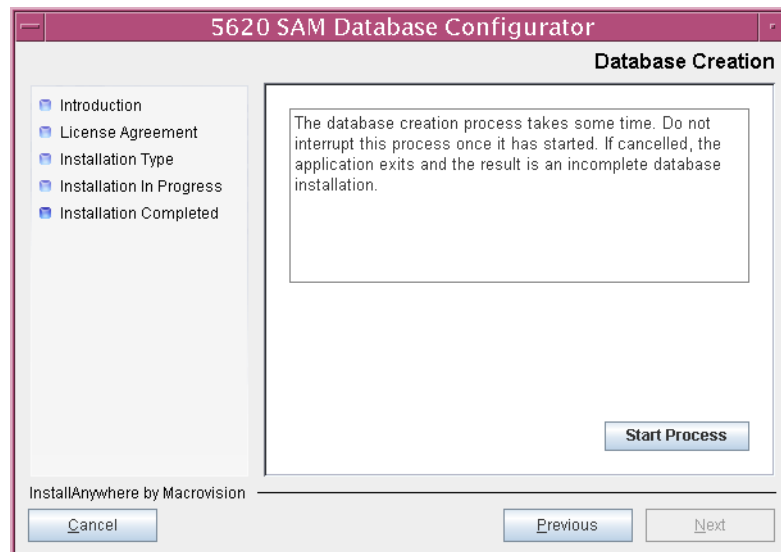 5620 SAM Database Configurator
Database Creation
Introduction
License Agreement
Installation Type
Installation In Progress
Installation Completed
The database creation process takes some time. Do not
interrupt this process once it has started. If cancelled, the
application exits and the result is an incomplete database
installation.
Start Process
InstallAnywhere by Macrovision
Cancel
Previous
Next